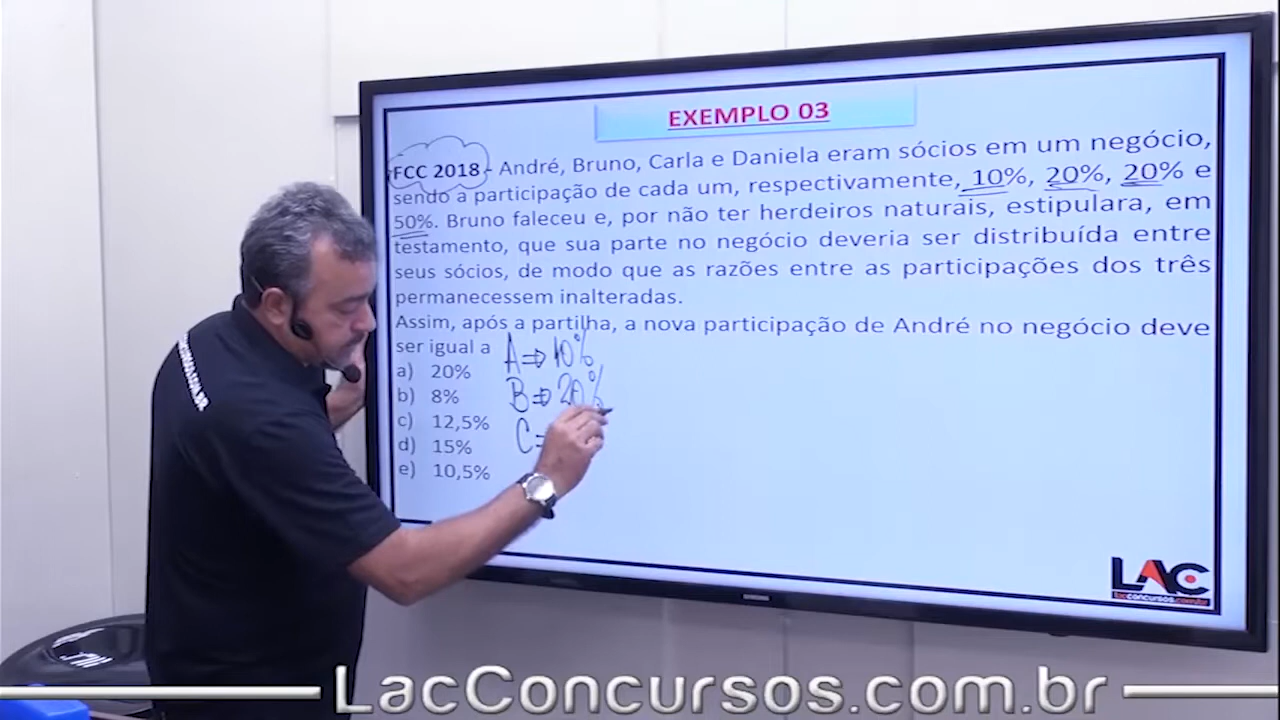 EXEMPLO 03
FCC 2018 - André, Bruno, Carla e Daniela eram sócios em um negócio,
sendo a participação de cada um, respectivamente, 10%, 20%, 20% e
50%. Bruno faleceu e, por não ter herdeiros naturais, estipulara, em
testamento, que sua parte no negócio deveria ser distribuída entre
seus sócios, de modo que as razões entre as participações dos três
permanecessem inalteradas.
Assim, após a partilha, a nova participação de André no negócio deve
ser igual a
a) 20%
b) 8%
c) 12,5%
d) 15%
e) 10,5%
A ⇒ 10%
B ⇒ 20%
C =
LAC
lacconcursos.com.br
SAMSUNG
LacConcursos.com.br